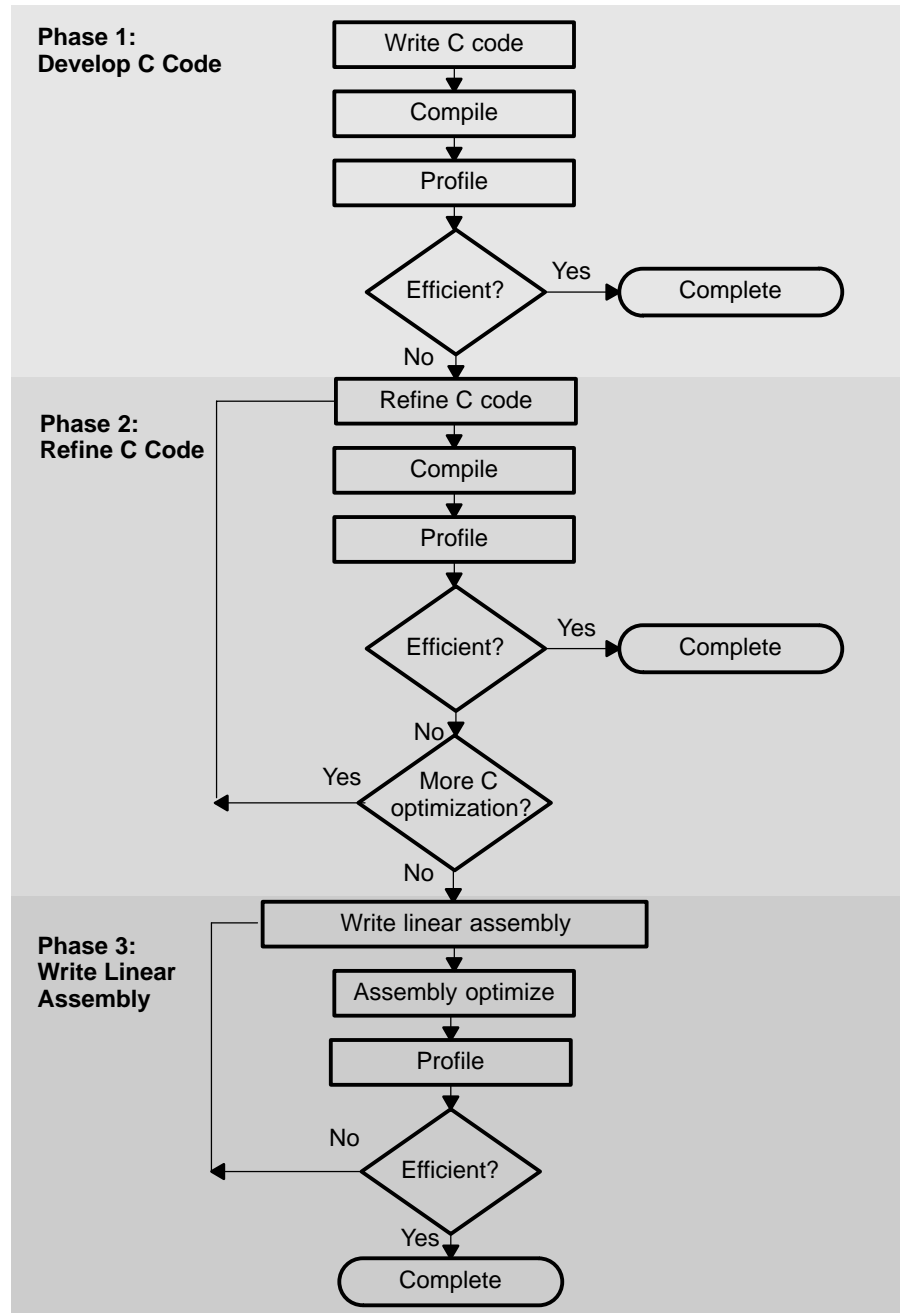 Phase 1:
Develop C Code
Write C code
Compile
Profile
Efficient?
Yes
Complete
No
Phase 2:
Refine C Code
Refine C code
Compile
Profile
Efficient?
Yes
Complete
No
More C
optimization?
Yes
No
Phase 3:
Write Linear
Assembly
Write linear assembly
Assembly optimize
Profile
Efficient?
No
Yes
Complete